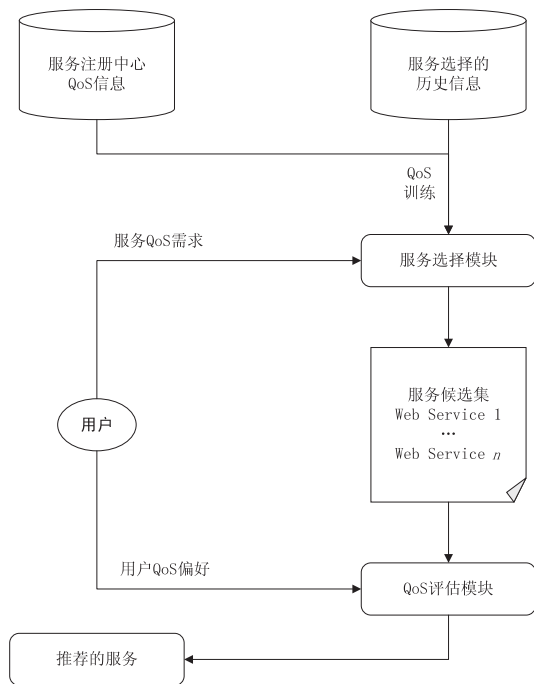 服务注册中心
QoS信息
服务选择的
历史信息
QoS
训练
服务QoS需求
服务选择模块
服务候选集
Web Service 1
…
Web Service n
用户
用户QoS偏好
QoS评估模块
推荐的服务